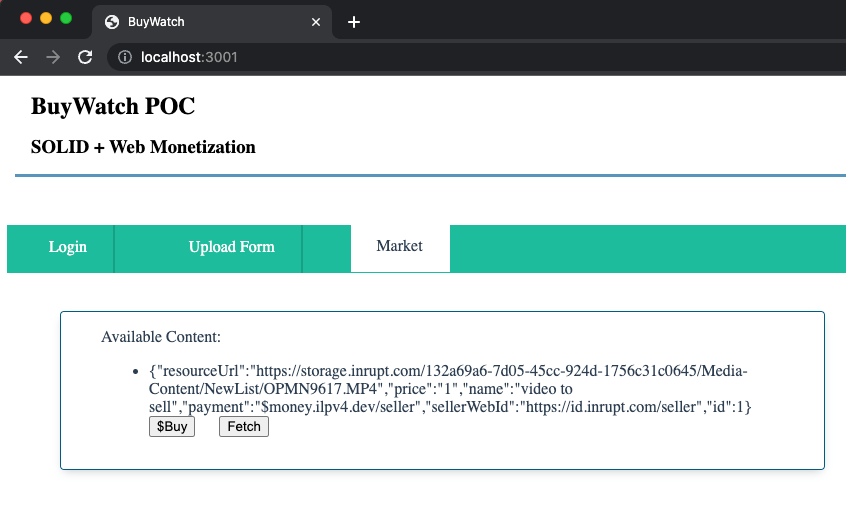 BuyWatch
localhost:3001
BuyWatch POC
SOLID + Web Monetization
Login Upload Form Market
Available Content:
{"resourceUrl":"https://storage.inrupt.com/132a69a6-7d05-45cc-924d-1756c31c0645/Media-
Content/NewList/OPMN9617.MP4","price":"1","name":"video to
sell","payment":"$money.ilpv4.dev/seller","sellerWebId":"https://id.inrupt.com/seller","id":1}
$Buy Fetch